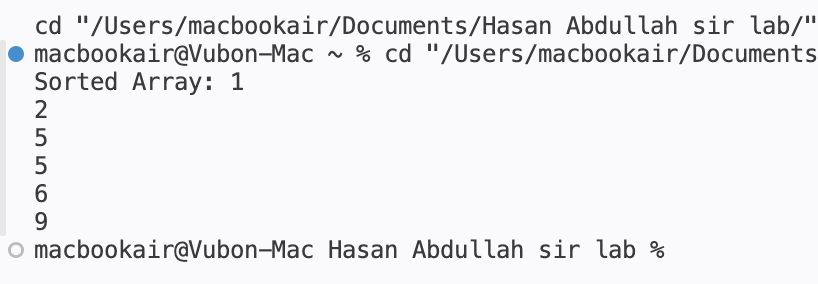 cd "/Users/macbookair/Documents/Hasan Abdullah sir lab/"
macbookair@Vubon-Mac ~ % cd "/Users/macbookair/Documents
Sorted Array: 1
2
5
5
6
9
macbookair@Vubon-Mac Hasan Abdullah sir lab %